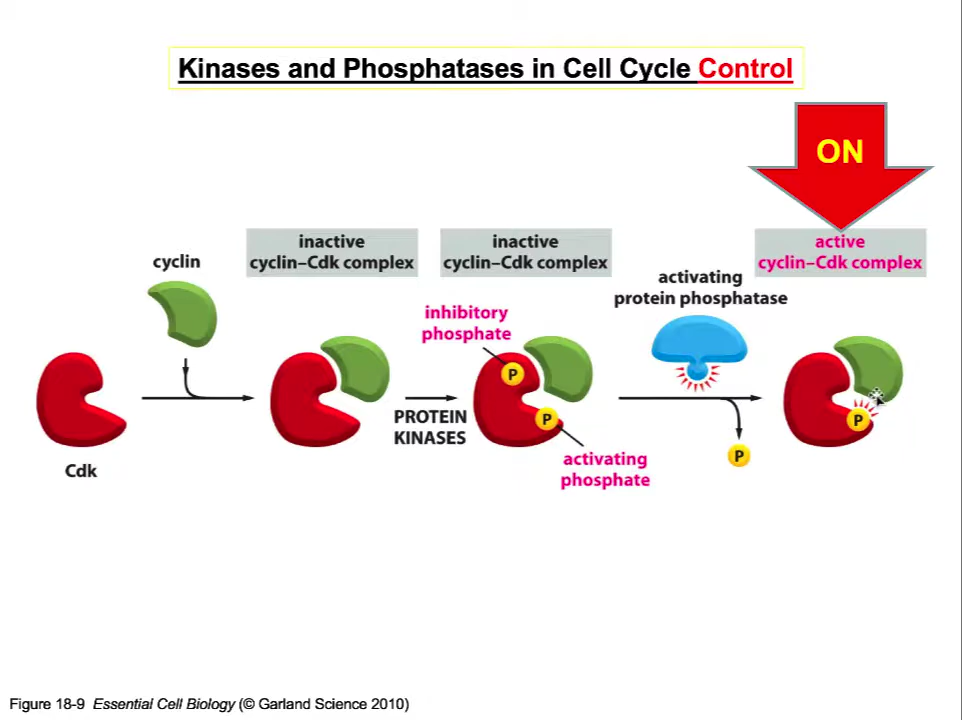 Kinases and Phosphatases in Cell Cycle Control
ON
inactive
cyclin–Cdk complex
inactive
cyclin–Cdk complex
active
cyclin–Cdk complex
cyclin
activating
protein phosphatase
inhibitory
phosphate
P
P
P
P
PROTEIN
KINASES
activating
phosphate
Cdk
Figure 18-9 Essential Cell Biology (© Garland Science 2010)